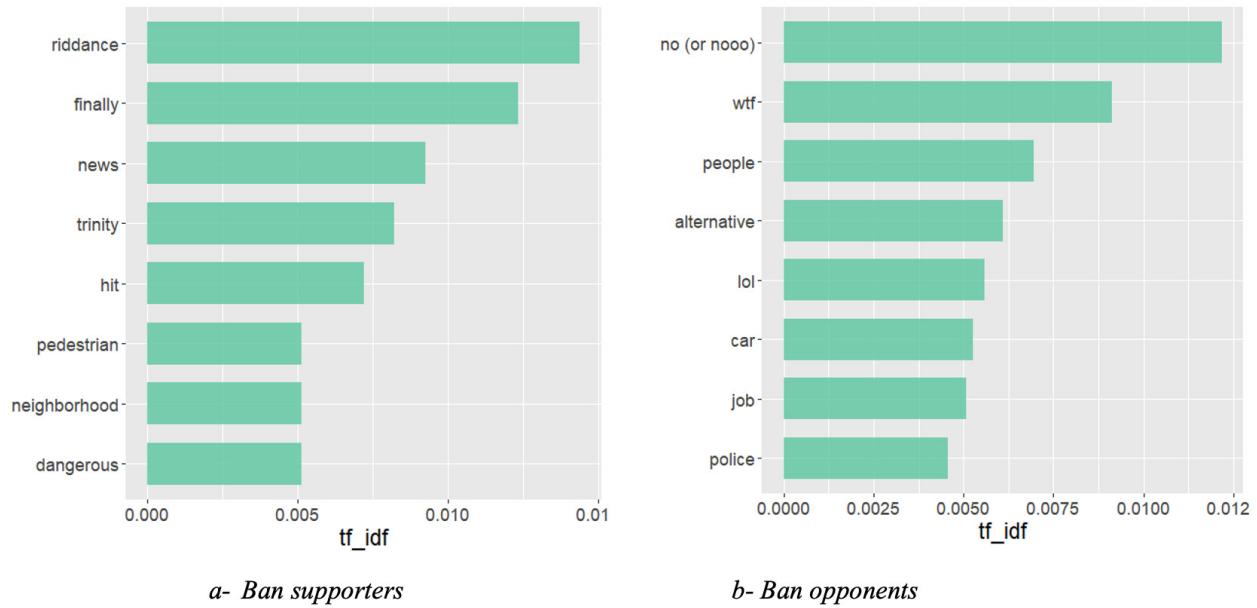 riddance
finally
news
trinity
hit
pedestrian
neighborhood
dangerous
0.000 0.005 0.010 0.01
tf_idf
a- Ban supporters
no (or nooo)
wtf
people
alternative
lol
car
job
police
0.0000 0.0025 0.0050 0.0075 0.0100 0.012
tf_idf
b- Ban opponents